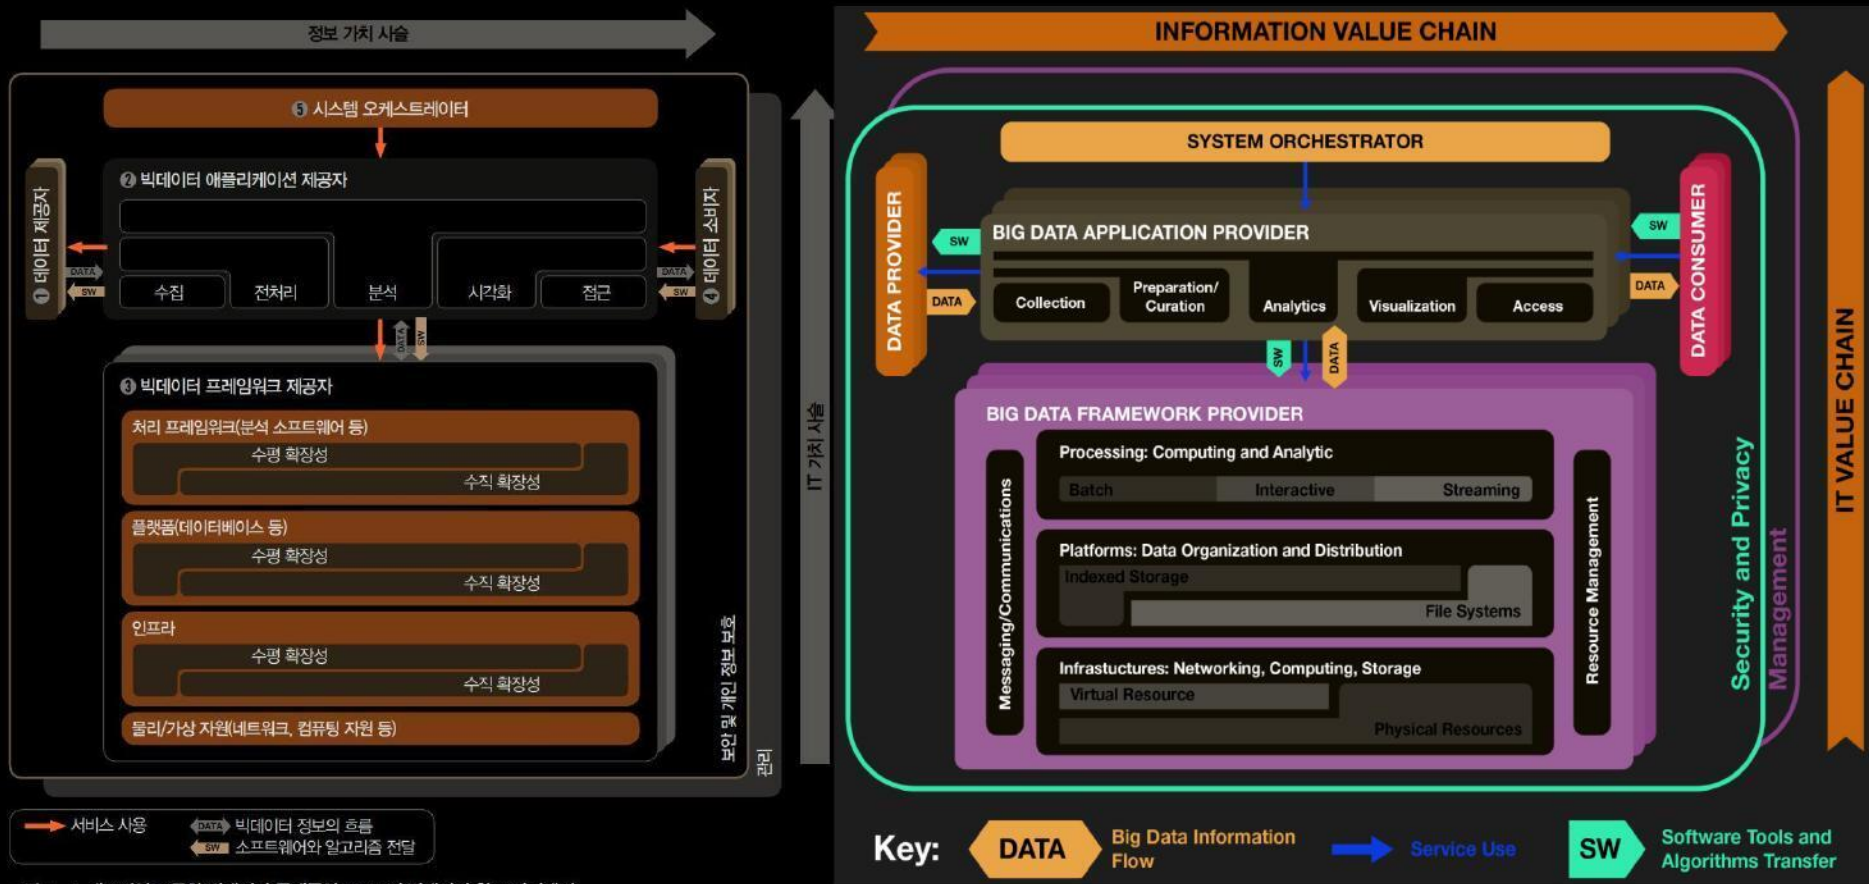 정보 가치 사슬
❺ 시스템 오케스트레이터
❶ 데이터 제공자
❷ 빅데이터 애플리케이션 제공자
수집
전처리
분석
시각화
접근
❹ 데이터 소비자
DATA
SW
DATA
SW
DATA
SW
❸ 빅데이터 프레임워크 제공자
처리 프레임워크(분석 소프트웨어 등)
수평 확장성
수직 확장성
플랫폼(데이터베이스 등)
수평 확장성
수직 확장성
인프라
수평 확장성
수직 확장성
물리/가상 자원(네트워크, 컴퓨팅 자원 등)
보안 및 개인 정보 보호
관리
IT 가치 사슬
서비스 사용
DATA 빅데이터 정보의 흐름
SW 소프트웨어와 알고리즘 전달
INFORMATION VALUE CHAIN
SYSTEM ORCHESTRATOR
DATA PROVIDER
SW
DATA
BIG DATA APPLICATION PROVIDER
Collection
Preparation/
Curation
Analytics
Visualization
Access
SW
DATA
DATA CONSUMER
SW
DATA
BIG DATA FRAMEWORK PROVIDER
Messaging/Communications
Processing: Computing and Analytic
Batch
Interactive
Streaming
Platforms: Data Organization and Distribution
Indexed Storage
File Systems
Infrastuctures: Networking, Computing, Storage
Virtual Resource
Physical Resources
Resource Management
Security and Privacy
Management
IT VALUE CHAIN
Key:
DATA
Big Data Information
Flow
Service Use
SW
Software Tools and
Algorithms Transfer